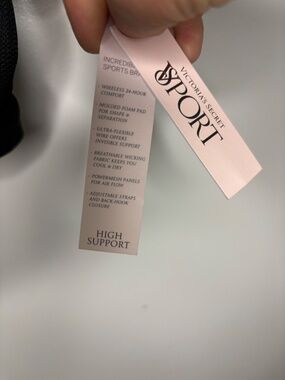 INCREDIBL
SPORTS BRA
- WIRELESS 24-HOUR
COMFORT
- MOLDED FOAM PAD
FOR SHAPE &
SEPARATION
- ULTRA-FLEXIBLE
WIRE OFFERS
INVISIBLE SUPPORT
- BREATHABLE WICKING
FABRIC KEEPS YOU
COOL & DRY
- POWERMESH PANELS
FOR AIR FLOW
- ADJUSTABLE STRAPS
AND BACK-HOOK
CLOSURE
HIGH
SUPPORT
VICTORIA'S SECRET
VS
SPORT